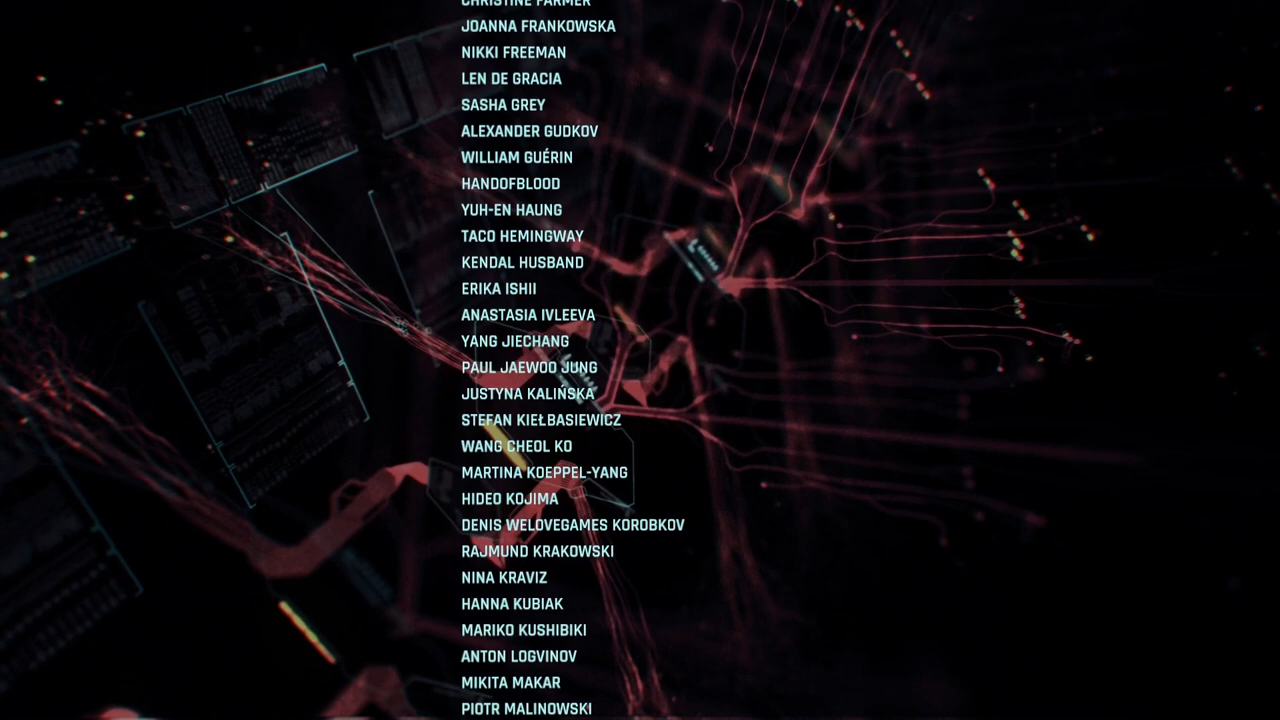 CHRISTINE FARMER
JOANNA FRANKOWSKA
NIKKI FREEMAN
LEN DE GRACIA
SASHA GREY
ALEXANDER GUDKOV
WILLIAM GUÉRIN
HANDOFBLOOD
YUH-EN HAUNG
TACO HEMINGWAY
KENDAL HUSBAND
ERIKA ISHII
ANASTASIA IVLEEVA
YANG JIECHANG
PAUL JAEWOO JUNG
JUSTYNA KALIŃSKA
STEFAN KIEŁBASIEWICZ
WANG CHEOL KO
MARTINA KOEPPEL-YANG
HIDEO KOJIMA
DENIS WELOVEGAMES KOROBKOV
RAJMUND KRAKOWSKI
NINA KRAVIZ
HANNA KUBIAK
MARIKO KUSHIBIKI
ANTON LOGVINOV
MIKITA MAKAR
PIOTR MALINOWSKI